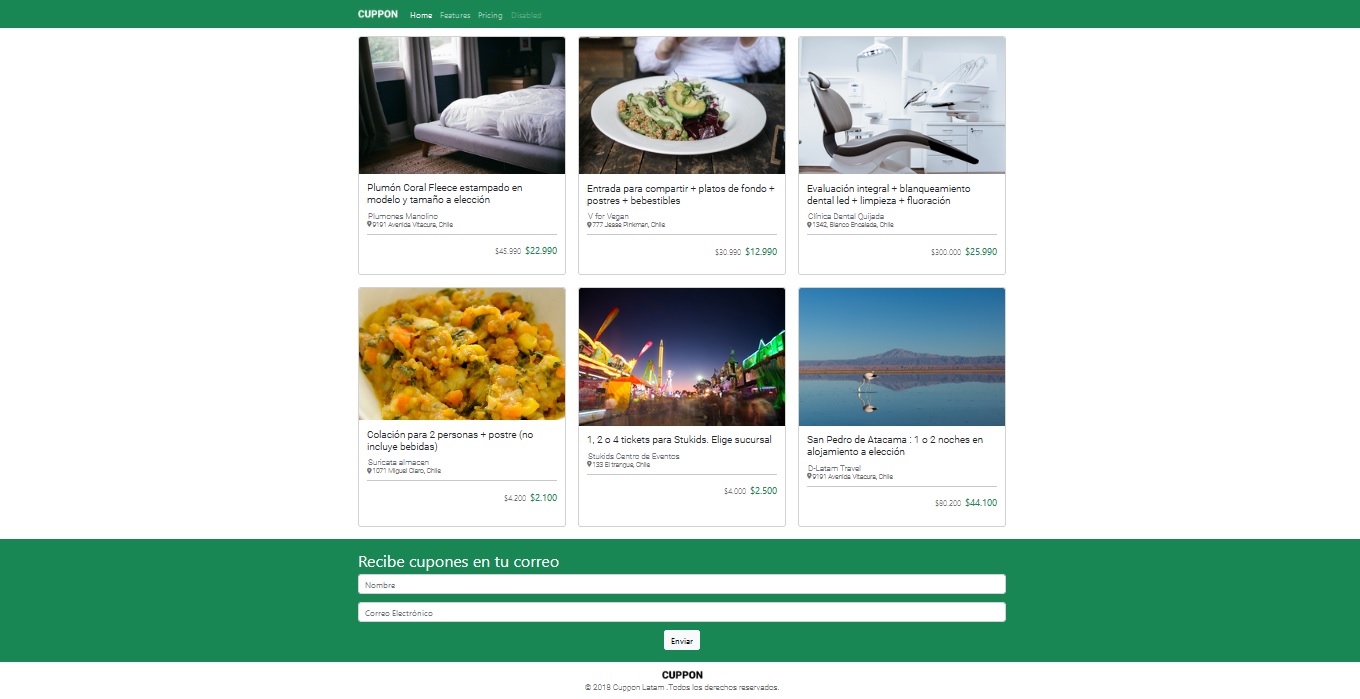 CUPPON Home Features Pricing Disabled
Plumón Coral Fleece estampado en
modelo y tamaño a elección
Plumones Manolino
9191 Avenida Vitacura, Chile
$45.990 $22.990
Entrada para compartir + platos de fondo +
postres + bebestibles
V for Vegan
777 Jesse Pinkman, Chile
$30.990 $12.990
Evaluación integral + blanqueamiento
dental led + limpieza + fluoración
Clínica Dental Quijada
1342, Blanco Encalada, Chile
$300.000 $25.990
Colación para 2 personas + postre (no
incluye bebidas)
Suricata almacen
1071 Miguel Claro, Chile
$4.200 $2.100
1, 2 o 4 tickets para Stukids. Elige sucursal
Stukids Centro de Eventos
133 El trangue, Chile
$4.000 $2.500
San Pedro de Atacama : 1 o 2 noches en
alojamiento a elección
D-Latam Travel
9191 Avenida Vitacura, Chile
$80.200 $44.100
Recibe cupones en tu correo
Nombre
Correo Electrónico
Enviar
CUPPON
© 2018 Cuppon Latam .Todos los derechos reservados.